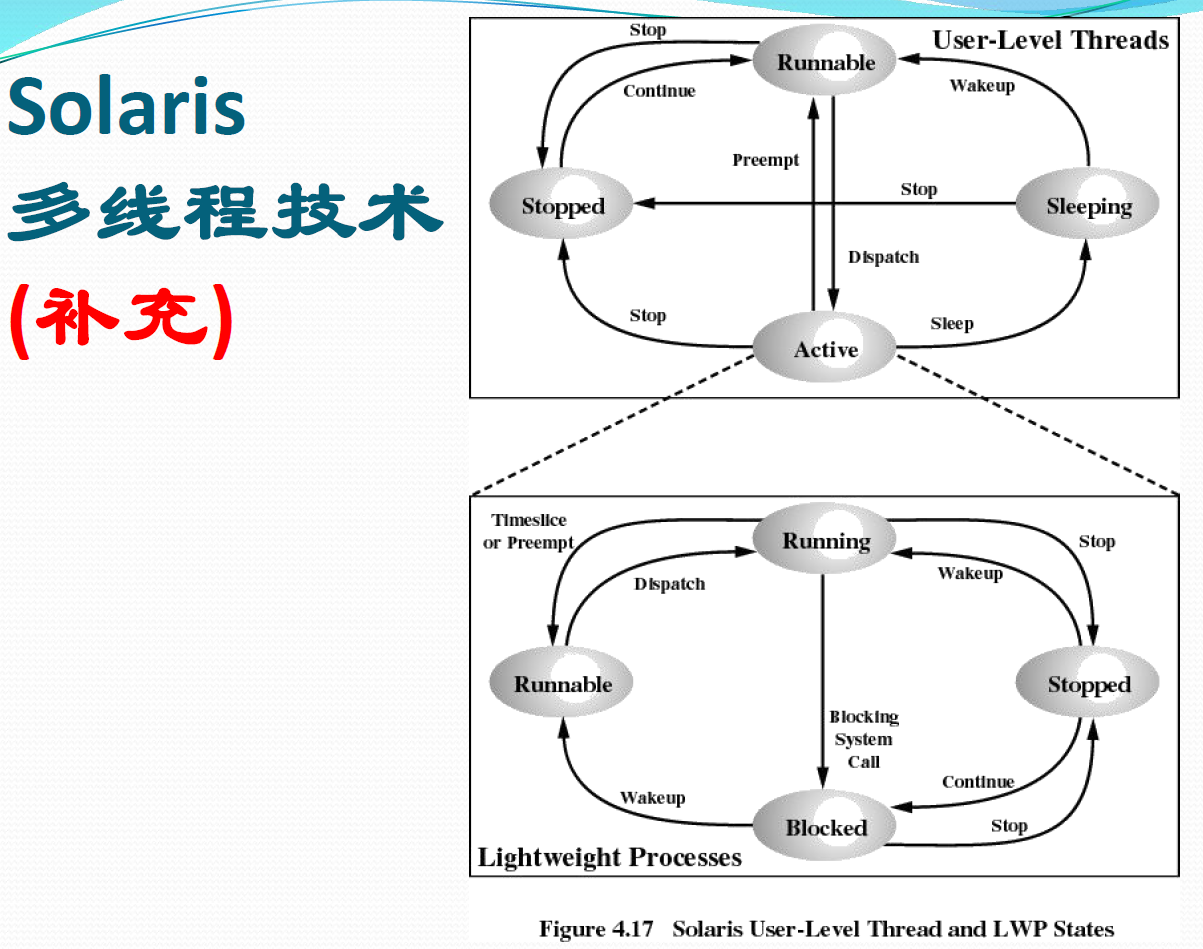 Solaris
多线程技术
(补充)
User-Level Threads
Stop
Runnable
Continue
Wakeup
Preempt
Stopped
Stop
Sleeping
Dispatch
Stop
Sleep
Active
Timeslice
or Preempt
Running
Stop
Dispatch
Wakeup
Runnable
Stopped
Blocking
System
Call
Continue
Wakeup
Blocked
Stop
Lightweight Processes
Figure 4.17 Solaris User-Level Thread and LWP States